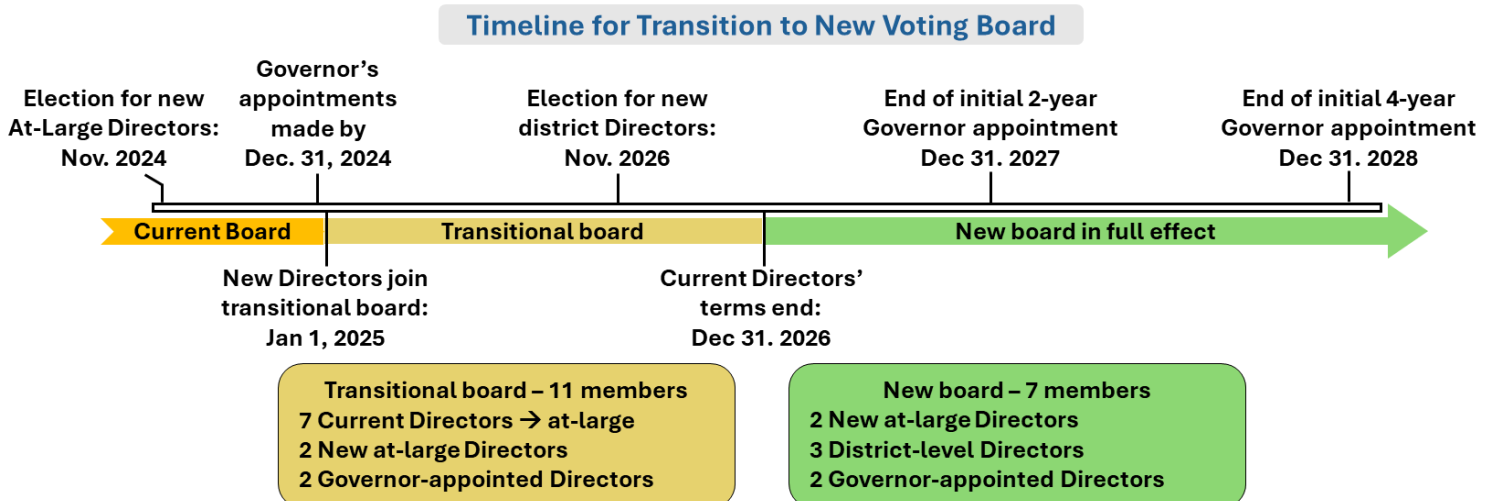 Timeline for Transition to New Voting Board
Election for new
At-Large Directors:
Nov. 2024
Governor's
appointments
made by
Dec. 31, 2024
Election for new
district Directors:
Nov. 2026
End of initial 2-year
Governor appointment
Dec 31. 2027
End of initial 4-year
Governor appointment
Dec 31. 2028
Current Board
Transitional board
New board in full effect
New Directors join
transitional board:
Jan 1, 2025
Current Directors'
terms end:
Dec 31. 2026
Transitional board – 11 members
7 Current Directors → at-large
2 New at-large Directors
2 Governor-appointed Directors
New board – 7 members
2 New at-large Directors
3 District-level Directors
2 Governor-appointed Directors